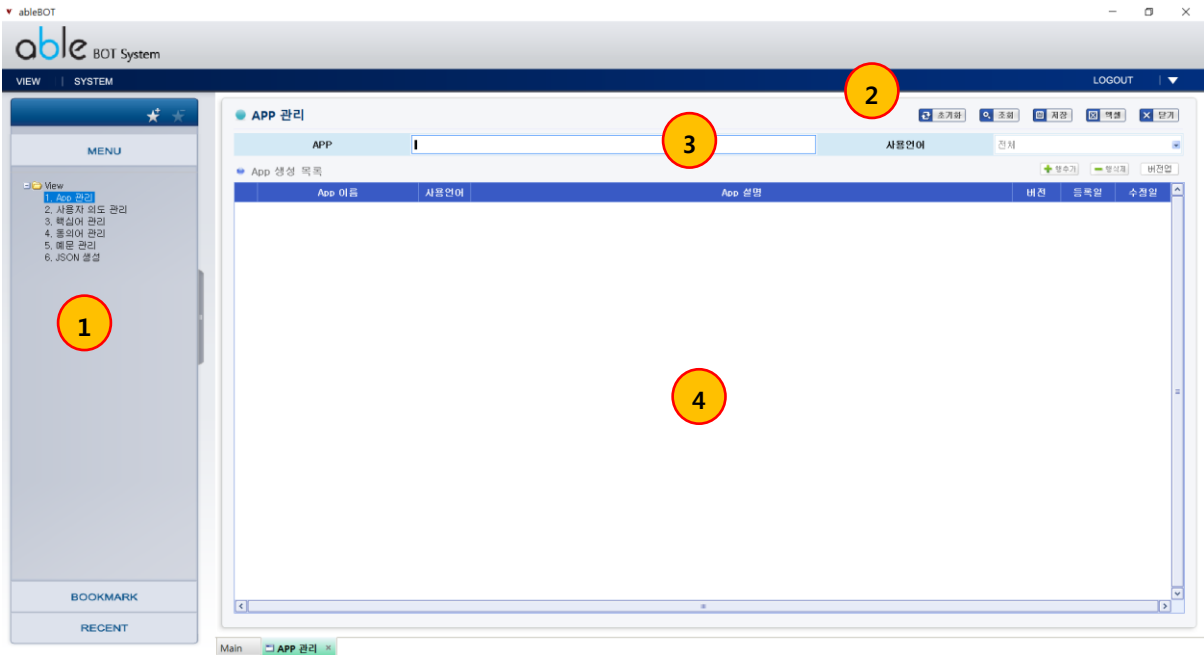 ableBOT
able BOT System
VIEW | SYSTEM
LOGOUT |
2
APP 관리
초기화 조회 저장 엑셀 닫기
3
MENU
APP
사용언어 전체
App 생성 목록
행추가 행삭제 버전업
View
App 이름 사용언어 App 설명 버전 등록일 수정일
1. App 관리
2. 사용자 의도 관리
3. 핵심어 관리
4. 동의어 관리
5. 예문 관리
6. JSON 생성
1
4
BOOKMARK
RECENT
Main APP 관리 ×